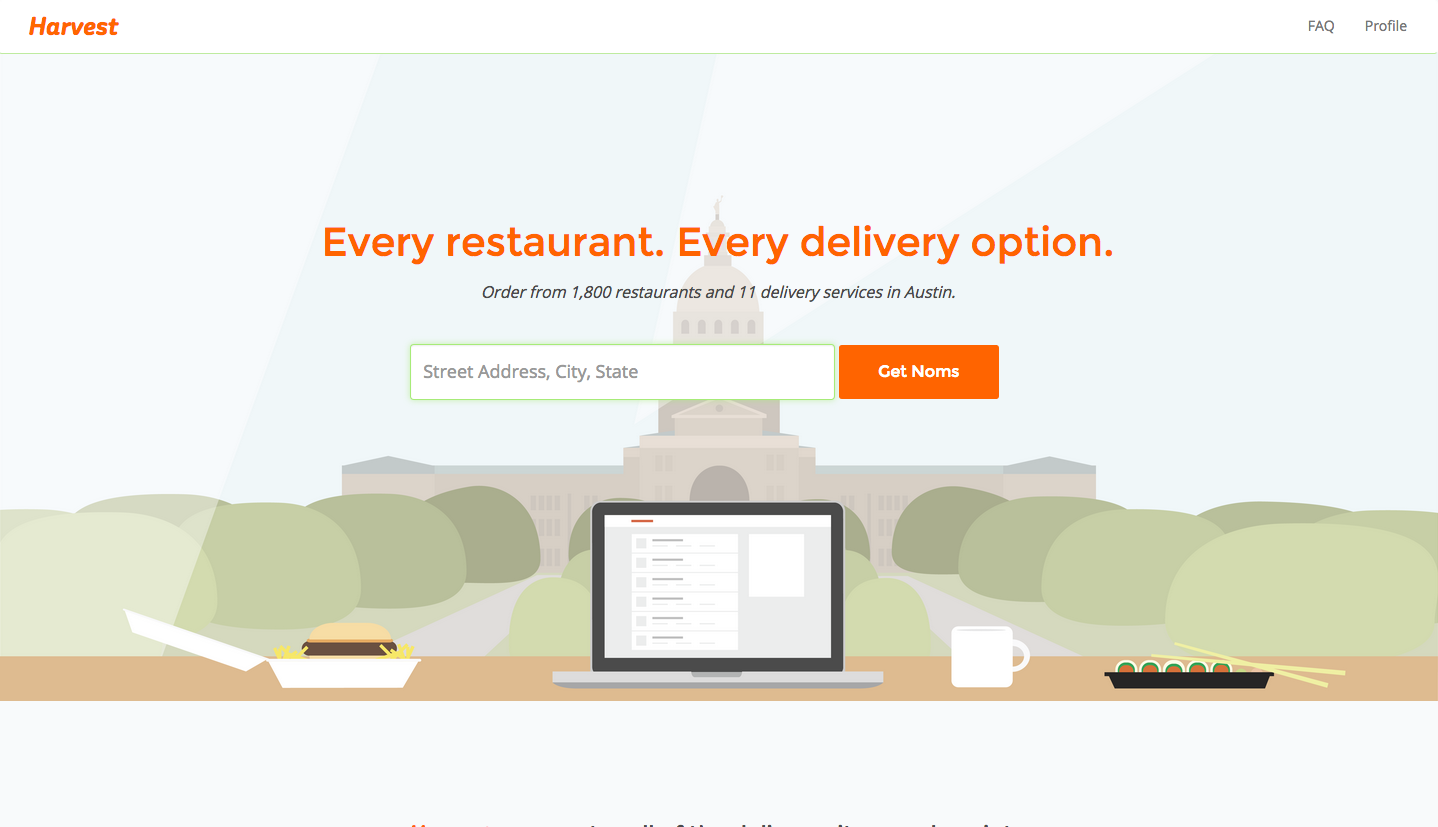 Harvest
FAQ Profile
Every restaurant. Every delivery option.
Order from 1,800 restaurants and 11 delivery services in Austin.
Street Address, City, State
Get Noms